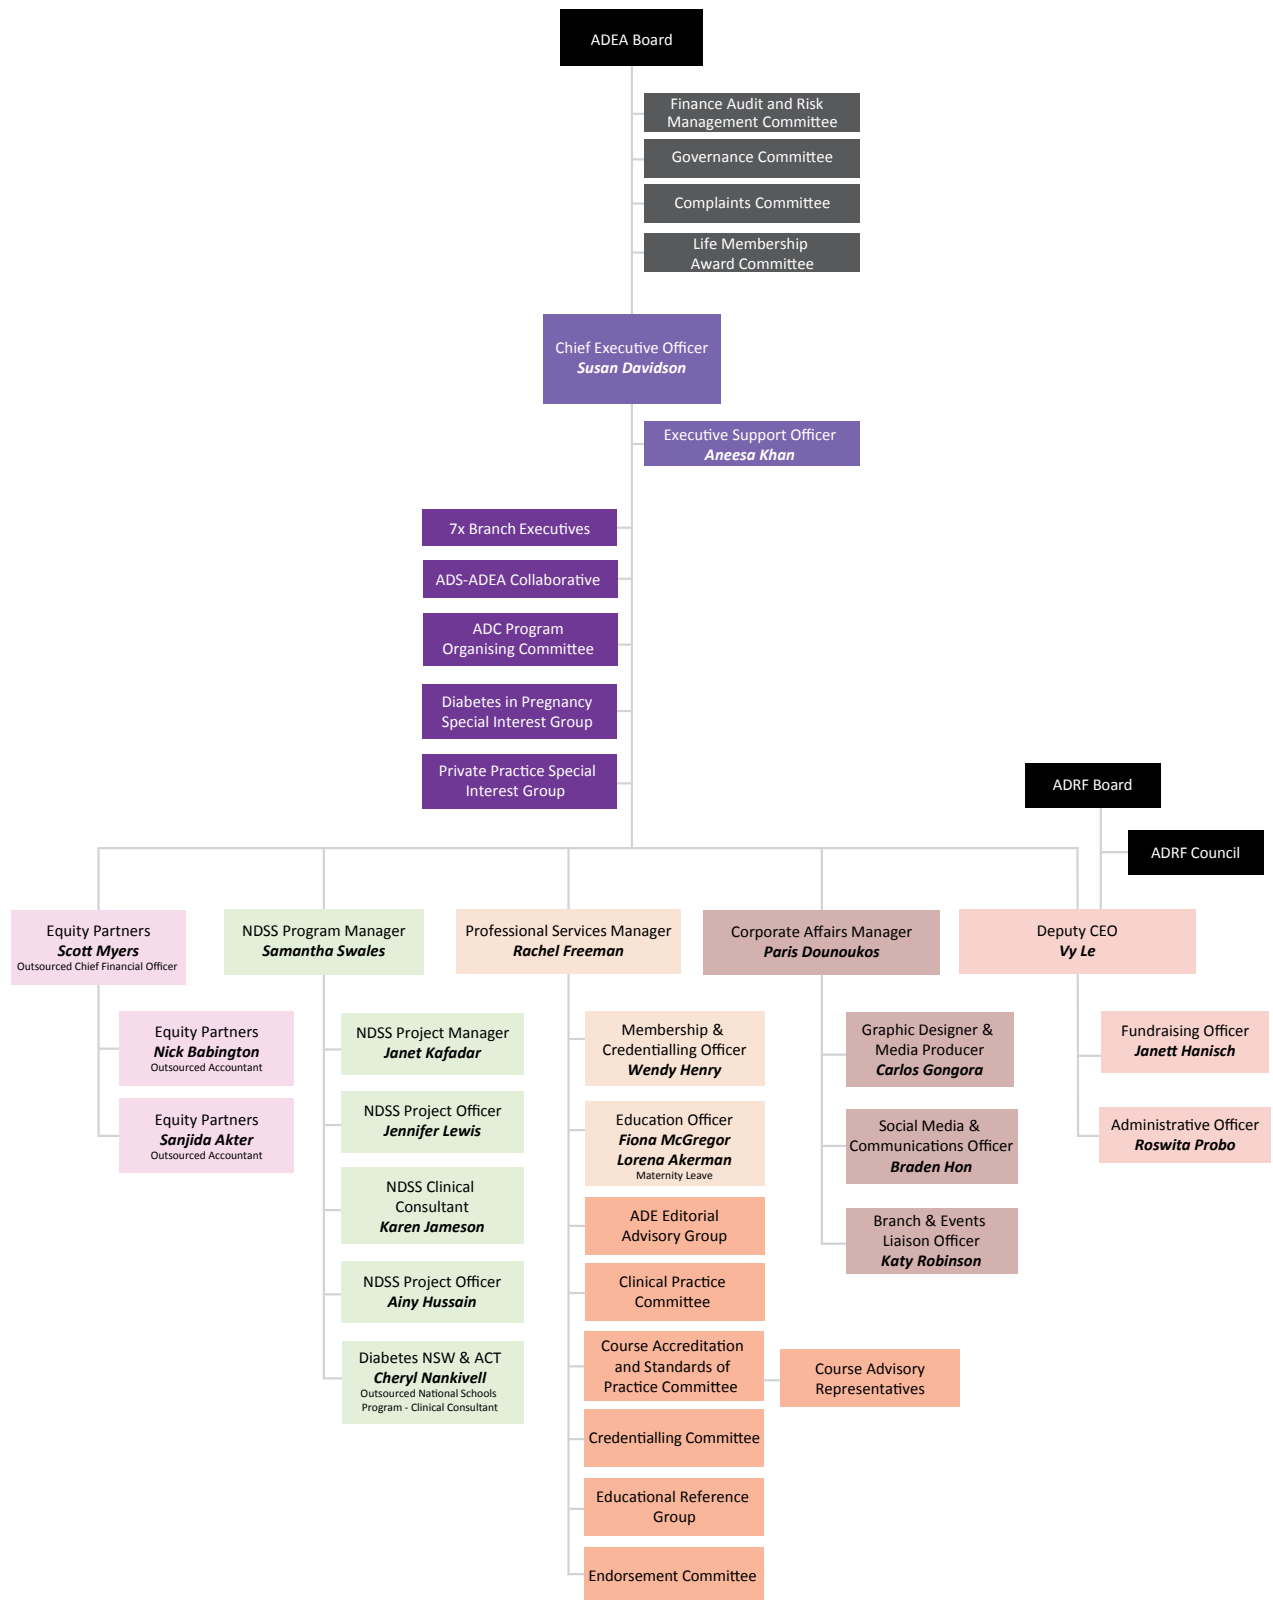 ADEA Board
Finance Audit and Risk
Management Committee
Governance Committee
Complaints Committee
Life Membership
Award Committee
Chief Executive Officer
Susan Davidson
Executive Support Officer
Aneesa Khan
7x Branch Executives
ADS-ADEA Collaborative
ADC Program
Organising Committee
Diabetes in Pregnancy
Special Interest Group
Private Practice Special
Interest Group
ADRF Board
ADRF Council
Equity Partners
Scott Myers
Outsourced Chief Financial Officer
Equity Partners
Nick Babington
Outsourced Accountant
Equity Partners
Sanjida Akter
Outsourced Accountant
NDSS Program Manager
Samantha Swales
NDSS Project Manager
Janet Kafadar
NDSS Project Officer
Jennifer Lewis
NDSS Clinical
Consultant
Karen Jameson
NDSS Project Officer
Ainy Hussain
Diabetes NSW & ACT
Cheryl Nankivell
Outsourced National Schools
Program - Clinical Consultant
Professional Services Manager
Rachel Freeman
Membership &
Credentialling Officer
Wendy Henry
Education Officer
Fiona McGregor
Lorena Akerman
Maternity Leave
ADE Editorial
Advisory Group
Clinical Practice
Committee
Course Accreditation
and Standards of
Practice Committee
Course Advisory
Representatives
Credentialling Committee
Educational Reference
Group
Endorsement Committee
Corporate Affairs Manager
Paris Dounoukos
Graphic Designer &
Media Producer
Carlos Gongora
Social Media &
Communications Officer
Braden Hon
Branch & Events
Liaison Officer
Katy Robinson
Deputy CEO
Vy Le
Fundraising Officer
Janett Hanisch
Administrative Officer
Roswita Probo